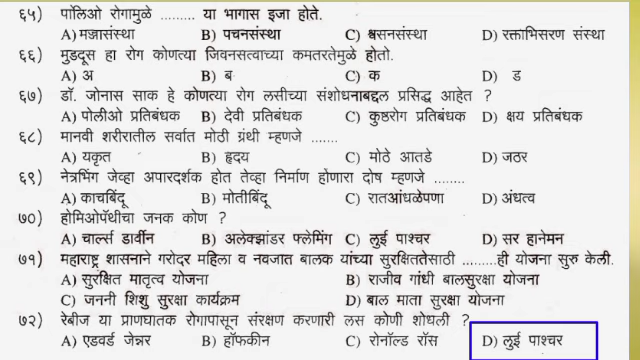 ६५) पोलिओ रोगामुळे ......... या भागास इजा होते.
A) मज्जासंस्था B) पचनसंस्था C) श्वसनसंस्था D) रक्ताभिसरण संस्था
६६) मुडदूस हा रोग कोणत्या जिवनसत्वाच्या कमतरतेमुळे होतो.
A) अ B) ब C) क D) ड
६७) डॉ. जोनास साक हे कोणत्या रोग लसीच्या संशोधनाबद्दल प्रसिद्ध आहेत ?
A) पोलीओ प्रतिबंधक B) देवी प्रतिबंधक C) कुष्ठरोग प्रतिबंधक D) क्षय प्रतिबंधक
६८) मानवी शरीरातील सर्वात मोठी ग्रंथी म्हणजे .......
A) यकृत B) हृदय C) मोठे आतडे D) जठर
६९) नेत्रभिंग जेव्हा अपारदर्शक होत तेव्हा निर्माण होणारा दोष म्हणजे ........
A) काचबिंदू B) मोतीबिंदू C) रातआंधळेपणा D) अंधत्व
७०) होमिओपॅथीचा जनक कोण ?
A) चार्ल्स डार्वीन B) अलेक्झांडर फ्लेमिंग C) लुई पाश्चर D) सर हानेमन
७१) महाराष्ट्र शासनाने गरोदर महिला व नवजात बालक यांच्या सुरक्षिततेसाठी ........ही योजना सुरु केली.
A) सुरक्षित मातृत्व योजना B) राजीव गांधी बालसुरक्षा योजना
C) जननी शिशु सुरक्षा कार्यक्रम D) बाल माता सुरक्षा योजना
७२) रेबीज या प्राणघातक रोगापासून संरक्षण करणारी लस कोणी शोधली ?
A) एडवर्ड जेन्नर B) हॉफकीन C) रोनॉल्ड रॉस D) लुई पाश्चर